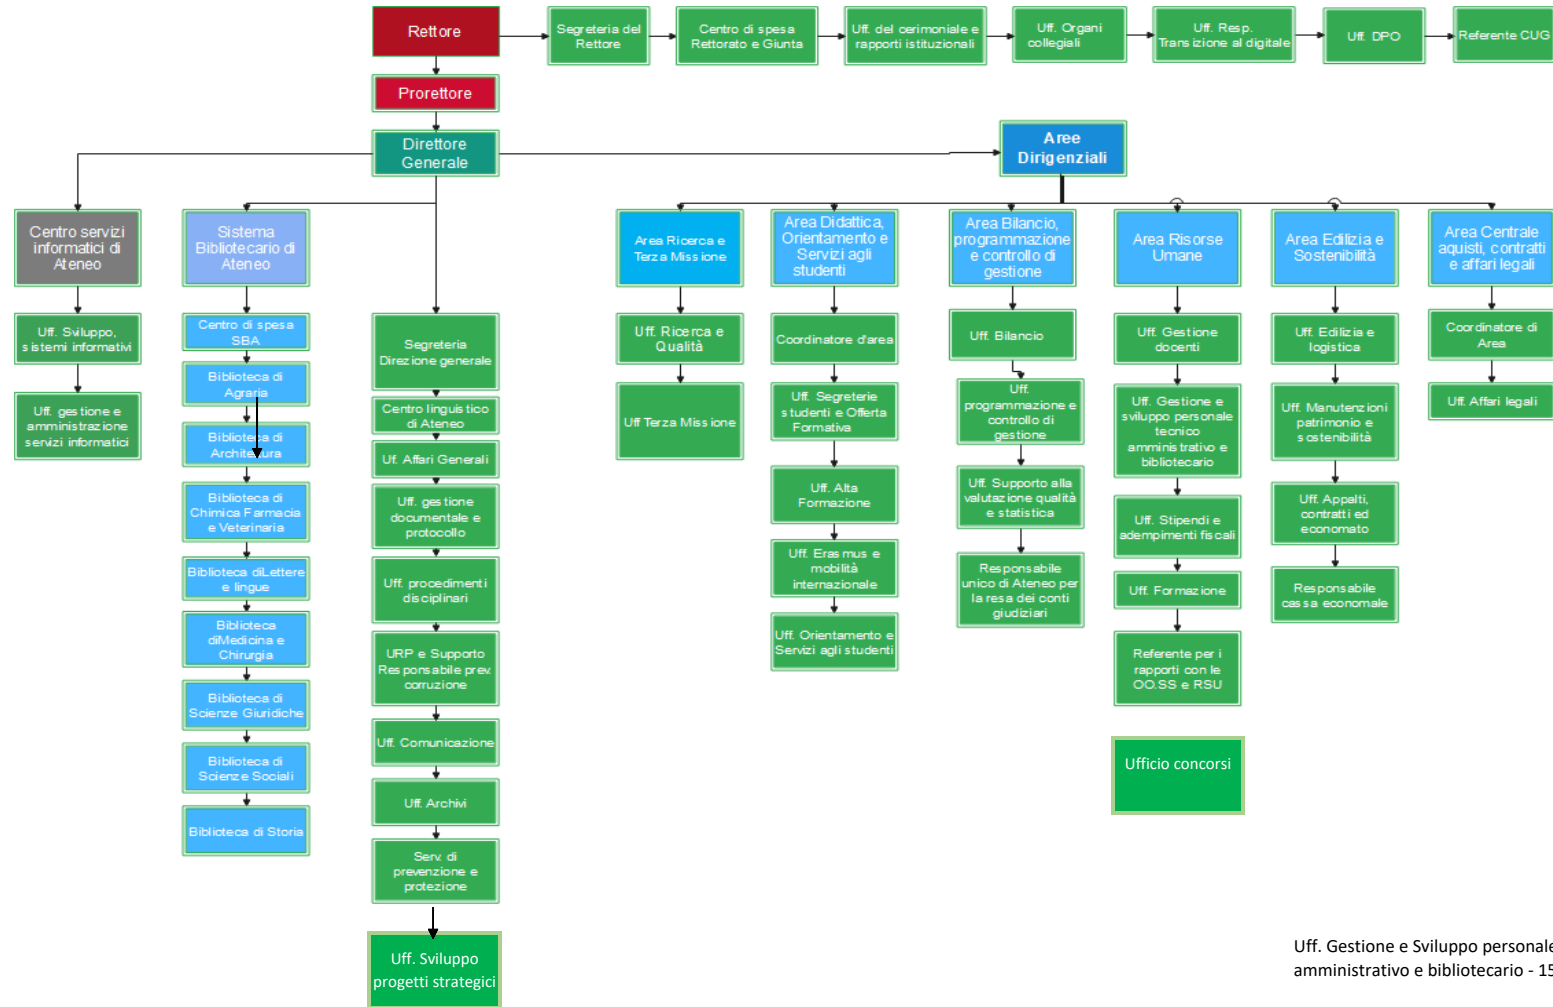 Rettore
Segreteria del
Rettore
Centro di spesa
Rettorato e Giunta
Uff. del cerimoniale e
rapporti istituzionali
Uff. Organi
collegiali
Uff. Resp.
Transizione al digitale
Uff. DPO
Referente CUG
Prorettore
Direttore
Generale
Aree
Dirigenziali
Centro servizi
informatici di
Ateneo
Uff. Sviluppo,
sistemi informativi
Uff. gestione e
amministrazione
servizi informatici
Sistema
Bibliotecario di
Ateneo
Centro di spesa
SBA
Biblioteca di
Agraria
Biblioteca di
Architettura
Biblioteca di
Chimica Farmacia
e Veterinaria
Biblioteca diLettere
e lingue
Biblioteca
diMedicina e
Chirurgia
Biblioteca di
Scienze Giuridiche
Biblioteca di
Scienze Sociali
Biblioteca di Storia
Segreteria
Direzione generale
Centro linguistico
di Ateneo
Uf. Affari Generali
Uff. gestione
documentale e
protocollo
Uff. procedimenti
disciplinari
URP e Supporto
Responsabile prev.
corruzione
Uff. Comunicazione
Uff. Archivi
Serv. di
prevenzione e
protezione
Uff. Sviluppo
progetti strategici
Area Ricerca e
Terza Missione
Uff. Ricerca e
Qualità
Uff Terza Missione
Area Didattica,
Orientamento e
Servizi agli
studenti
Coordinatore d'area
Uff. Segreterie
studenti e Offerta
Formativa
Uff. Alta
Formazione
Uff. Erasmus e
mobilità
internazionale
Uff. Orientamento e
Servizi agli studenti
Area Bilancio,
programmazione
e controllo di
gestione
Uff. Bilancio
Uff.
programmazione e
controllo di
gestione
Uff. Supporto alla
valutazione qualità
e statistica
Responsabile
unico di Ateneo per
la resa dei conti
giudiziari
Area Risorse
Umane
Uff. Gestione
docenti
Uff. Gestione e
sviluppo personale
tecnico
amministrativo e
bibliotecario
Uff. Stipendi e
adempimenti fiscali
Uff. Formazione
Referente per i
rapporti con le
OO.SS e RSU
Ufficio concorsi
Area Edilizia e
Sostenibilità
Uff. Edilizia e
logistica
Uff. Manutenzioni
patrimonio e
sostenibilità
Uff. Appalti,
contratti ed
economato
Responsabile
cassa economale
Area Centrale
aquisti, contratti
e affari legali
Coordinatore di
Area
Uff. Affari legali
Uff. Gestione e Sviluppo personale
amministrativo e bibliotecario - 15